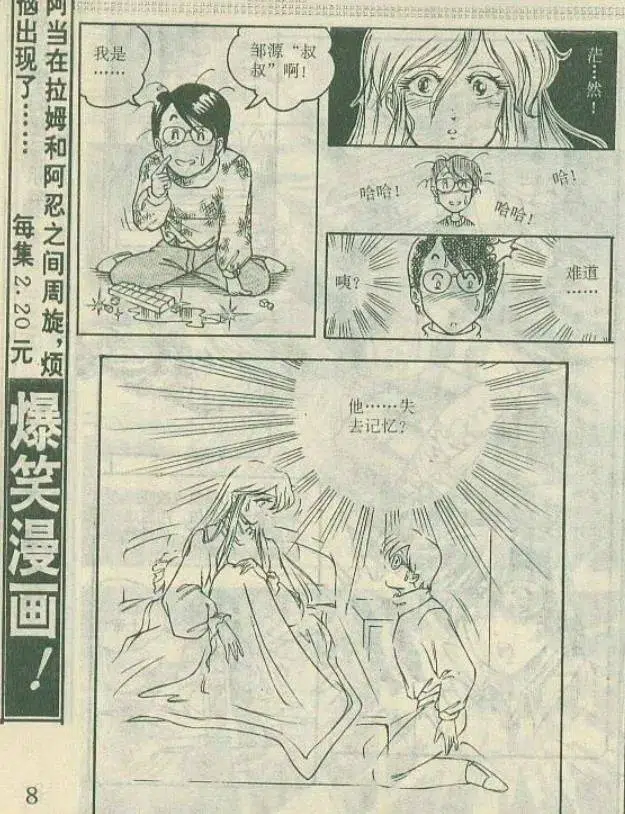 阿当在拉姆和阿忍之间周旋，烦
恼出现了……　每集2.20元
爆笑漫画！
我是
……
邹源“叔
叔”啊！
茫…然！
哈哈！
哈！
哈哈！
咦？
难道
……
他……失
去记忆？
8